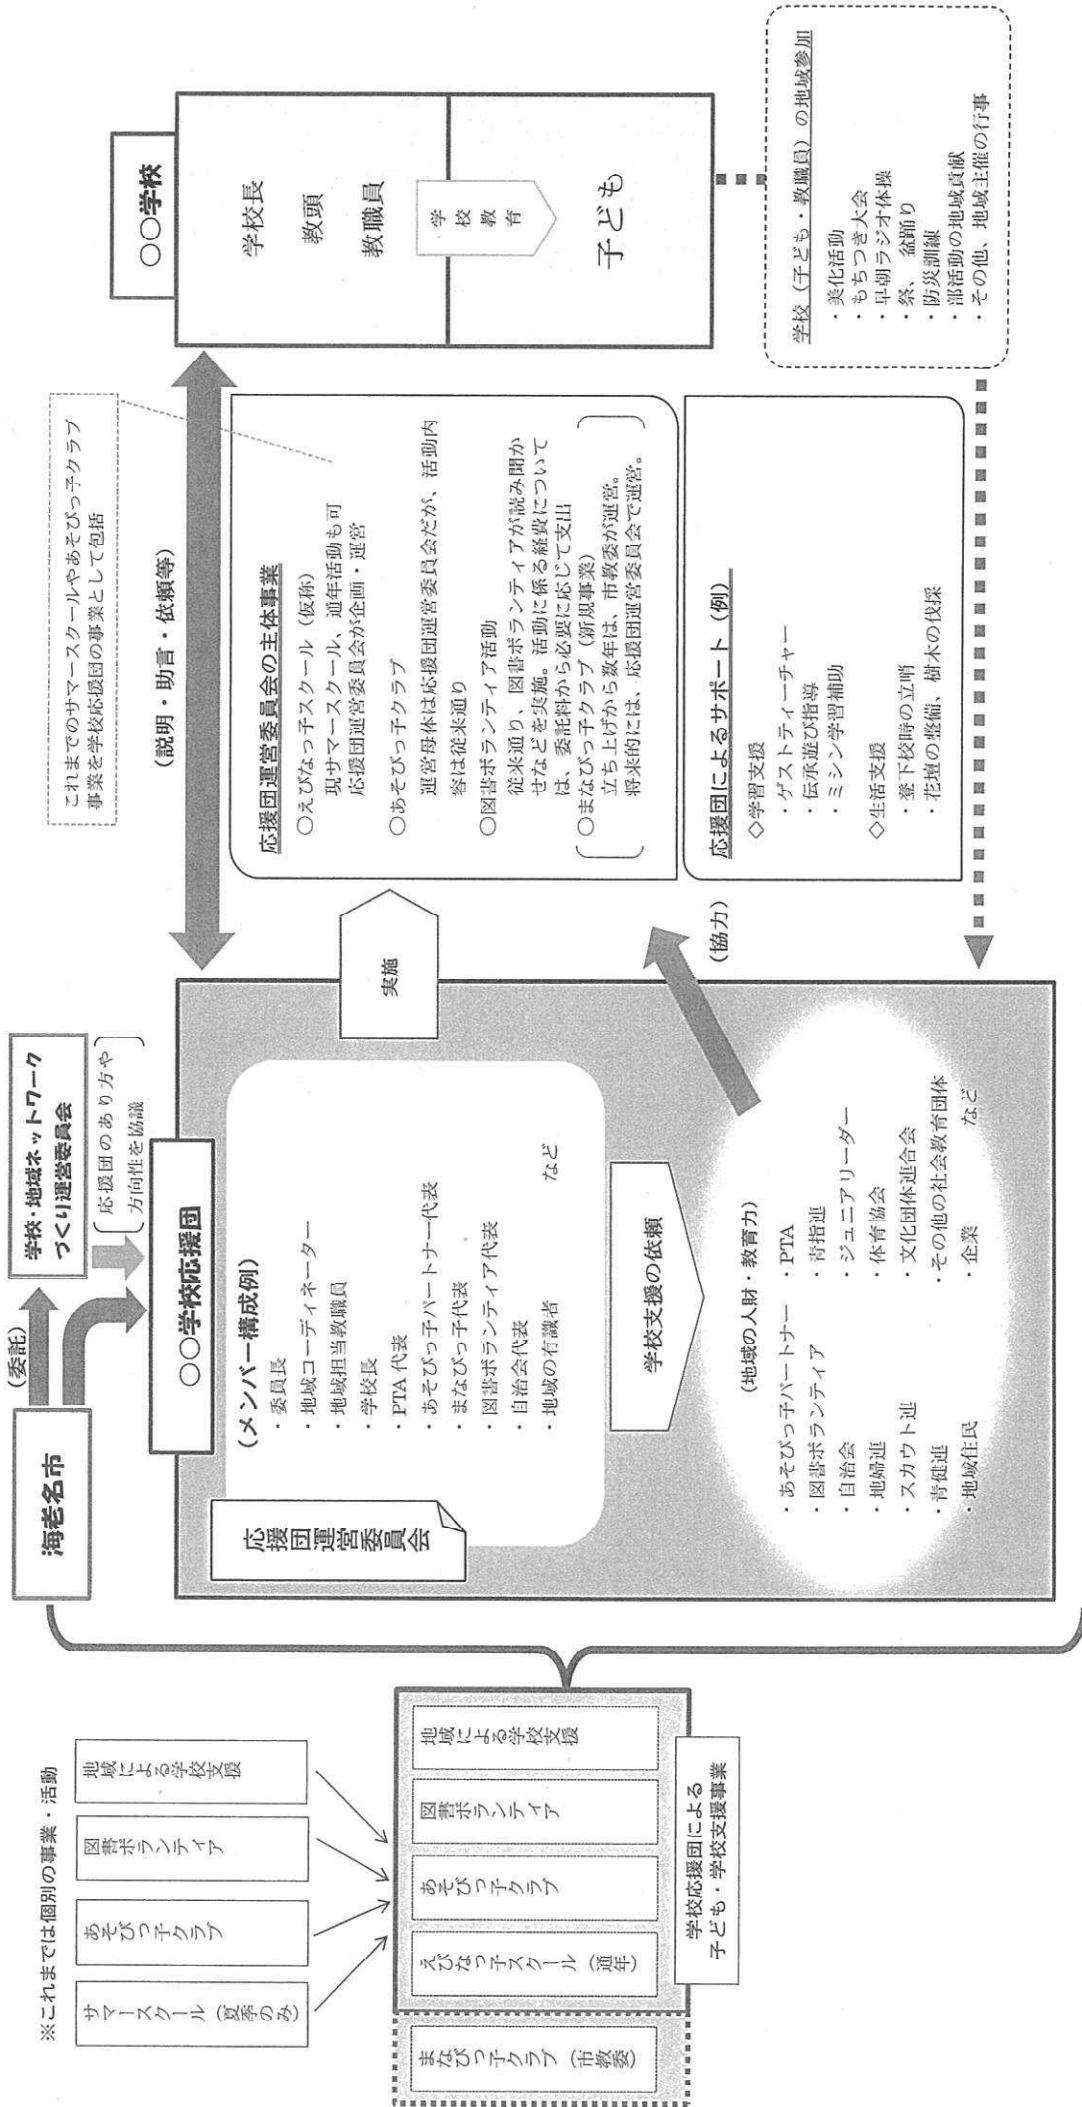 ※これまでは個別の事業・活動
サマースクール（夏季のみ）
あそびっ子クラブ
図書ボランティア
地域による学校支援
まなびっ子クラブ（市教委）
えびなっ子スクール（通年）
あそびっ子クラブ
図書ボランティア
地域による学校支援
学校応援団による
子ども・学校支援事業
海老名市
（委託）
学校・地域ネットワーク
づくり運営委員会
応援団のあり方や
方向性を協議
〇〇学校応援団
応援団運営委員会
（メンバー構成例）
・委員長
・地域コーディネーター
・地域担当教職員
・学校長
・PTA代表
・あそびっ子パートナー代表
・まなびっ子代表
・図書ボランティア代表
・自治会代表
・地域の有識者　など
学校支援の依頼
（地域の人財・教育力）
・あそびっ子パートナー　・PTA
・図書ボランティア　・青指連
・自治会　・ジュニアリーダー
・地婦連　・体育協会
・スカウト連　・文化団体連合会
・青健連　・その他の社会教育団体
・地域住民　・企業　など
実施
（協力）
（説明・助言・依頼等）
これまでのサマースクールやあそびっ子クラブ
事業を学校応援団の事業として包括
応援団運営委員会の主体事業
〇えびなっ子スクール（仮称）
現サマースクール、通年活動も可
応援団運営委員会が企画・運営
〇あそびっ子クラブ
運営母体は応援団運営委員会だが、活動内
容は従来通り
〇図書ボランティア活動
従来通り、図書ボランティアが読み聞か
せなどを実施。活動に係る経費について
は、委託料から必要に応じて支出
〇まなびっ子クラブ（新規事業）
立ち上げから数年は、市教委が運営。
将来的には、応援団運営委員会で運営。
応援団によるサポート（例）
◇学習支援
・ゲストティーチャー
・伝承遊び指導
・ミシン学習補助
◇生活支援
・登下校時の立哨
・花壇の整備、樹木の伐採
〇〇学校
学校長
教頭
教職員
学校教育
子ども
学校（子ども・教職員）の地域参加
・美化活動
・もちつき大会
・早朝ラジオ体操
・祭、盆踊り
・防災訓練
・部活動の地域貢献
・その他、地域主催の行事